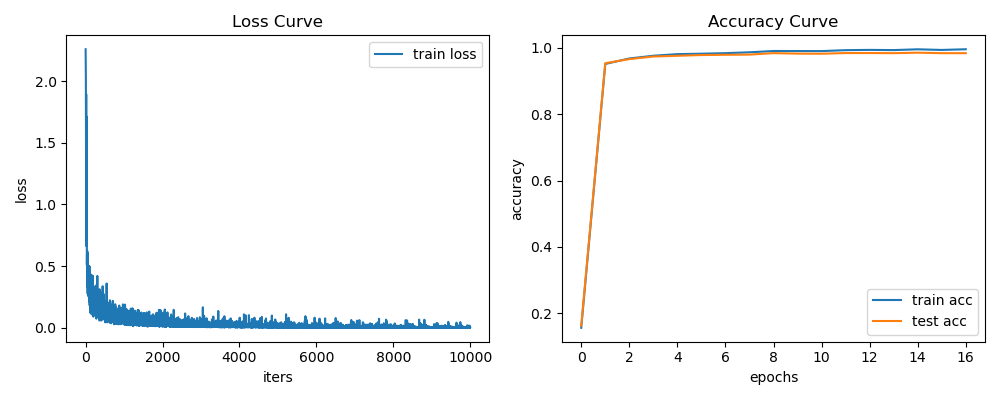 Loss Curve
train loss
2.0
1.5
1.0
0.5
0.0
loss
0 2000 4000 6000 8000 10000
iters
Accuracy Curve
1.0
0.8
0.6
0.4
0.2
accuracy
train acc
test acc
0 2 4 6 8 10 12 14 16
epochs